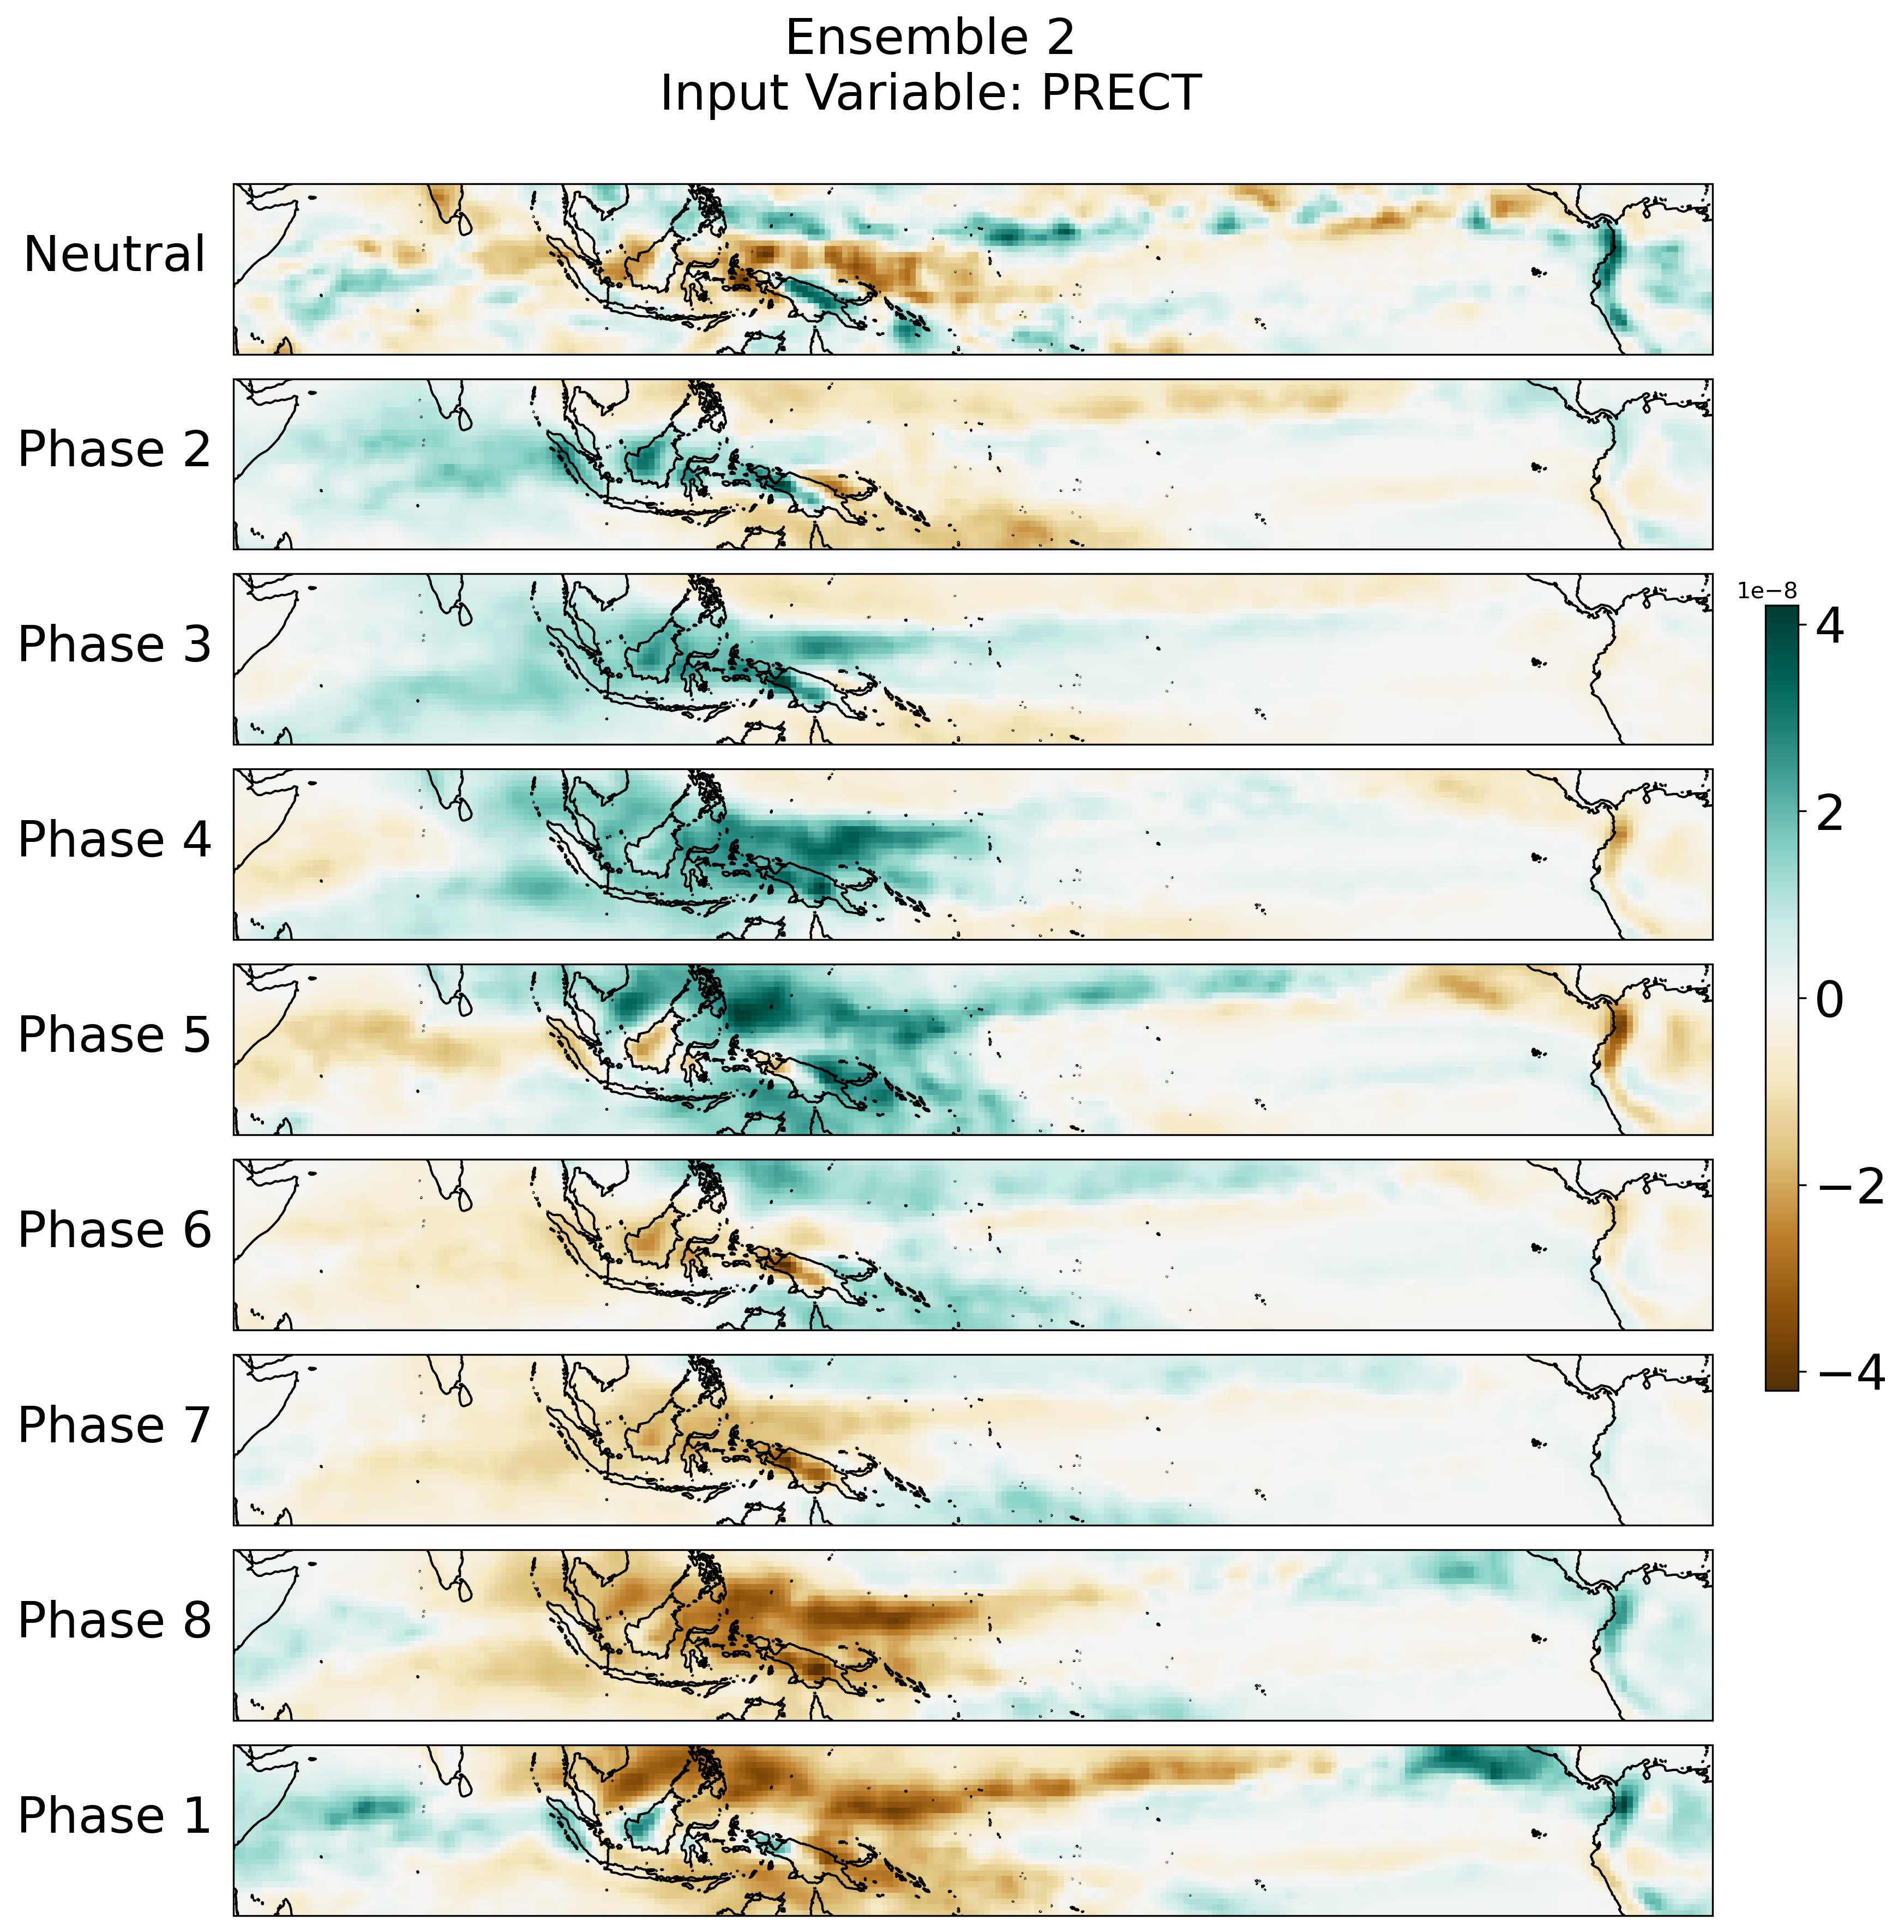 Ensemble 2
Input Variable: PRECT
Neutral
Phase 2
Phase 3
Phase 4
Phase 5
Phase 6
Phase 7
Phase 8
Phase 1
1e−8
4
2
0
−2
−4